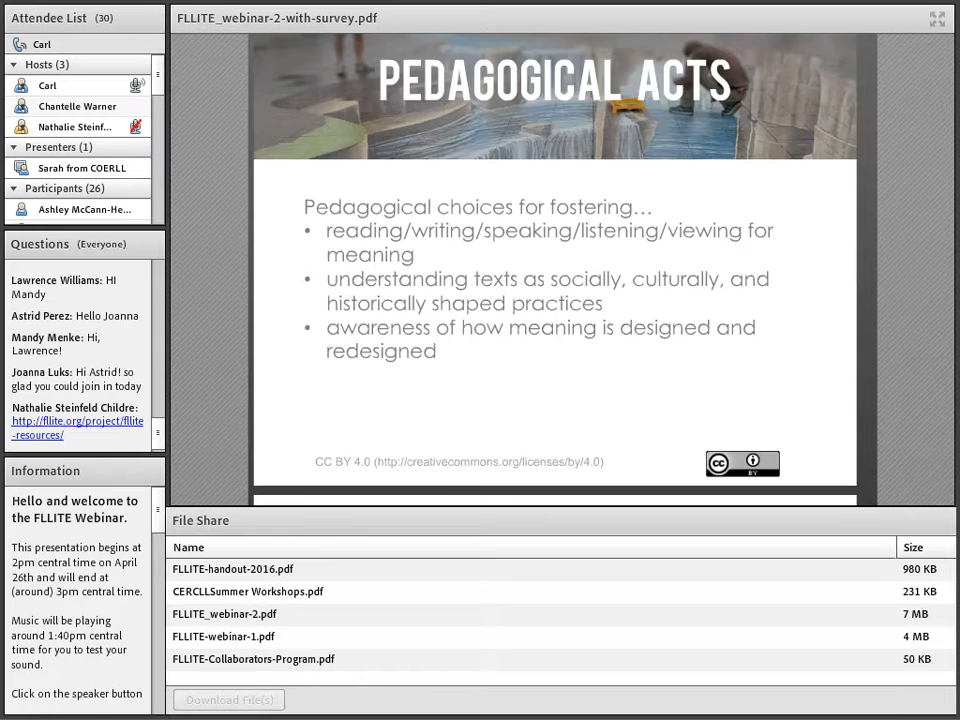 Attendee List (30)
Carl
Hosts (3)
Carl
Chantelle Warner
Nathalie Steinf...
Presenters (1)
Sarah from COERLL
Participants (26)
Ashley McCann-He...
Questions (Everyone)
Lawrence Williams: HI
Mandy
Astrid Perez: Hello Joanna
Mandy Menke: Hi,
Lawrence!
Joanna Luks: Hi Astrid! so
glad you could join in today
Nathalie Steinfeld Childre:
http://fllite.org/project/fllite
-resources/
Information
Hello and welcome to
the FLLITE Webinar.
This presentation begins at
2pm central time on April
26th and will end at
(around) 3pm central time.
Music will be playing
around 1:40pm central
time for you to test your
sound.
Click on the speaker button
FLLITE_webinar-2-with-survey.pdf
PEDAGOGICAL ACTS
Pedagogical choices for fostering...
• reading/writing/speaking/listening/viewing for
meaning
• understanding texts as socially, culturally, and
historically shaped practices
• awareness of how meaning is designed and
redesigned
CC BY 4.0 (http://creativecommons.org/licenses/by/4.0)
cc
BY
File Share
Name Size
FLLITE-handout-2016.pdf 980 KB
CERCLLSummer Workshops.pdf 231 KB
FLLITE_webinar-2.pdf 7 MB
FLLITE-webinar-1.pdf 4 MB
FLLITE-Collaborators-Program.pdf 50 KB
Download File(s)